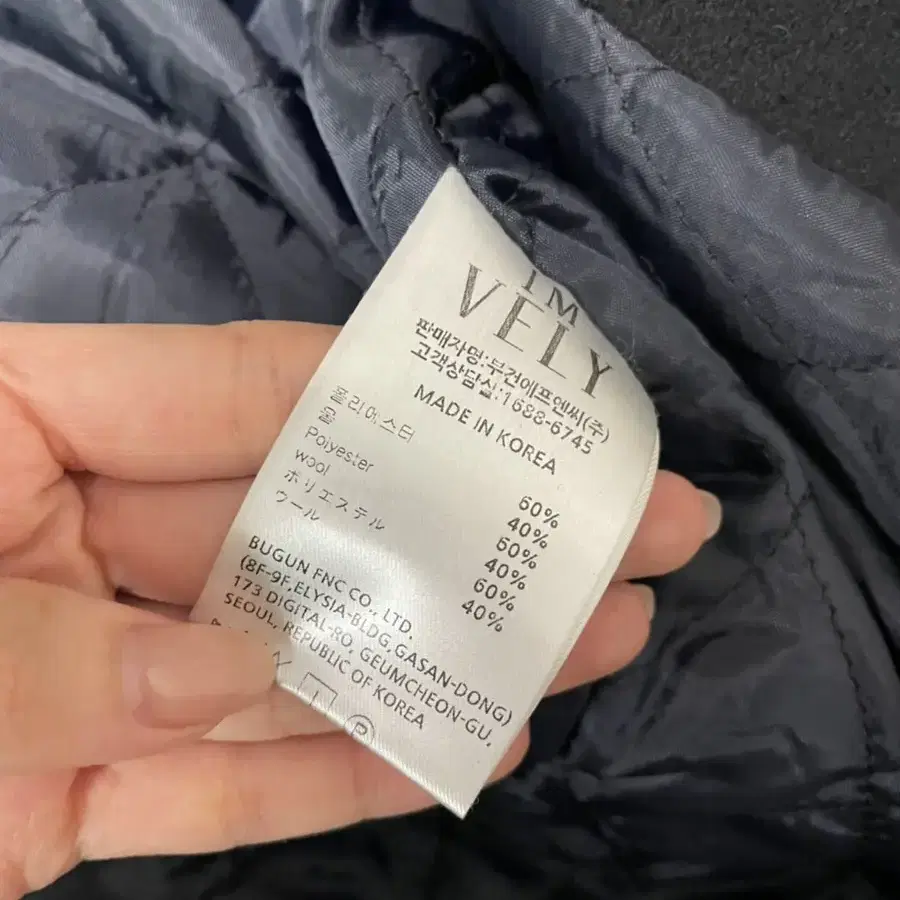 IM
VELY
판매자명:부건에프엔씨(주)
고객상담실:1688-6745
MADE IN KOREA
폴리에스터 60%
울 40%
Polyester 60%
wool 40%
ポリエステル 60%
ウール 40%
BUGUN FNC CO., LTD.
(8F-9F,ELYSIA-BLDG,GASAN-DONG)
173 DIGITAL-RO, GEUMCHEON-GU,
SEOUL, REPUBLIC OF KOREA
P